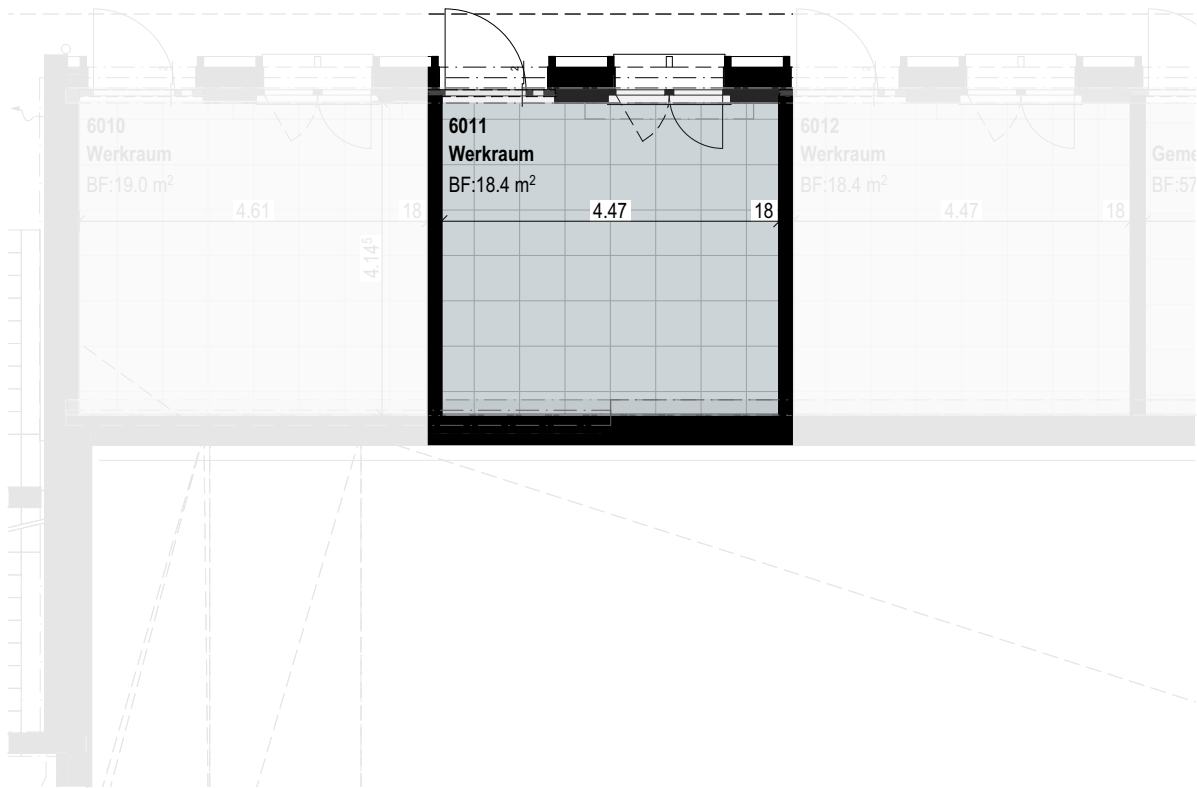 6010
Werkraum
BF:19.0 m²
4.61
18
4.14⁵
6011
Werkraum
BF:18.4 m²
4.47
18
6012
Werkraum
BF:18.4 m²
4.47
18
Geme
BF:57